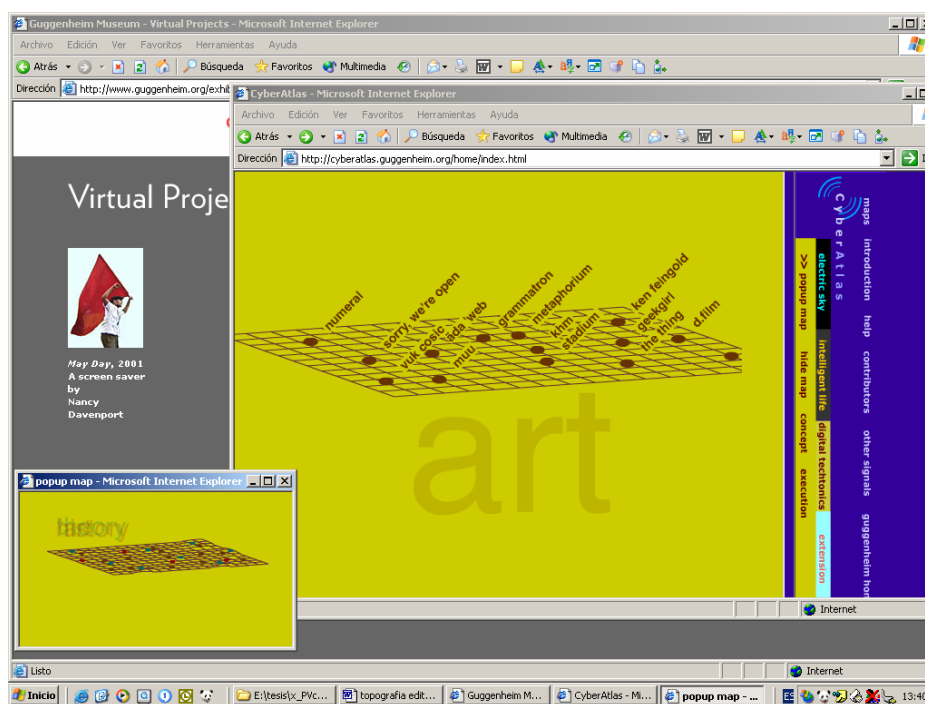 Guggenheim Museum - Virtual Projects - Microsoft Internet Explorer
Archivo Edición Ver Favoritos Herramientas Ayuda
Atrás Búsqueda Favoritos Multimedia
Dirección http://www.guggenheim.org/exhib
Virtual Proje
May Day, 2001
A screen saver
by
Nancy
Davenport
CyberAtlas - Microsoft Internet Explorer
Archivo Edición Ver Favoritos Herramientas Ayuda
Atrás Búsqueda Favoritos Multimedia
Dirección http://cyberatlas.guggenheim.org/home/index.html
numeral
sorry, we're open
vuk cosic
äda 'web
muu
grammatron
metaphorium
khm
stadium
ken feingold
geekgirl
the thing
d.film
art
CyberAtlas
maps introduction help contributors other signals guggenheim hom
electric sky intelligent life digital techtonics extension
>> popup map hide map concept execution
Internet
popup map - Microsoft Internet Explorer
theory
history
Listo
Internet
Inicio
E:\tesis\x_PVc...
topografia edit...
Guggenheim M...
CyberAtlas - Mi...
popup map - ...
ES
13:40